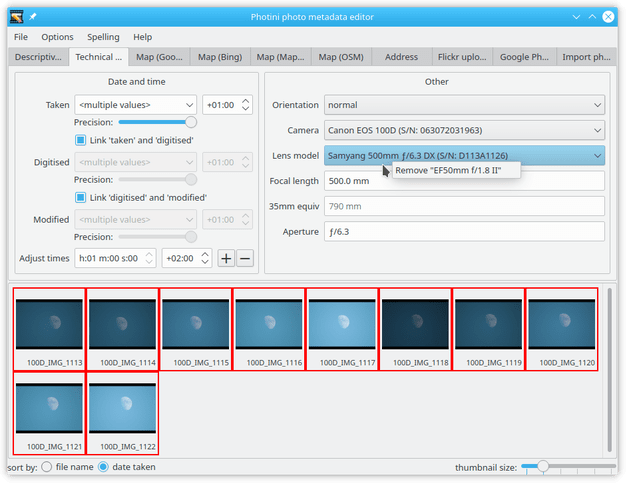 Photini photo metadata editor
File Options Spelling Help
Descriptiv... Technical ... Map (Goo... Map (Bing) Map (Map... Map (OSM) Address Flickr uplo... Google Ph... Import ph...
Date and time
Taken <multiple values> +01:00
Precision:
Link 'taken' and 'digitised'
Digitised <multiple values> +01:00
Precision:
Link 'digitised' and 'modified'
Modified <multiple values> +01:00
Precision:
Adjust times h:01 m:00 s:00 +02:00
Other
Orientation normal
Camera Canon EOS 100D (S/N: 063072031963)
Lens model Samyang 500mm ƒ/6.3 DX (S/N: D113A1126)
Remove "EF50mm f/1.8 II"
Focal length 500.0 mm
35mm equiv 790 mm
Aperture ƒ/6.3
100D_IMG_1113 100D_IMG_1114 100D_IMG_1115 100D_IMG_1116 100D_IMG_1117 100D_IMG_1118 100D_IMG_1119 100D_IMG_1120
100D_IMG_1121 100D_IMG_1122
sort by: file name date taken thumbnail size: